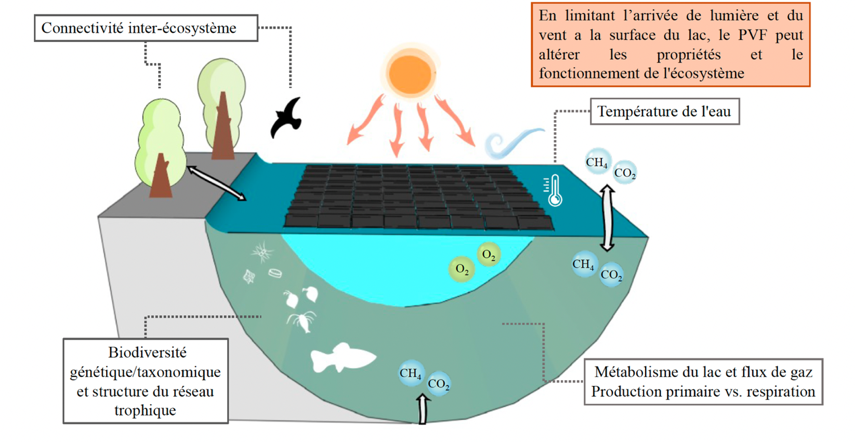 Connectivité inter-écosystème
En limitant l'arrivée de lumière et du
vent a la surface du lac, le PVF peut
altérer les propriétés et le
fonctionnement de l'écosystème
Température de l'eau
CH4
CO2
O2
O2
CH4
CO2
Biodiversité
génétique/taxonomique
et structure du réseau
trophique
CH4
CO2
Métabolisme du lac et flux de gaz
Production primaire vs. respiration